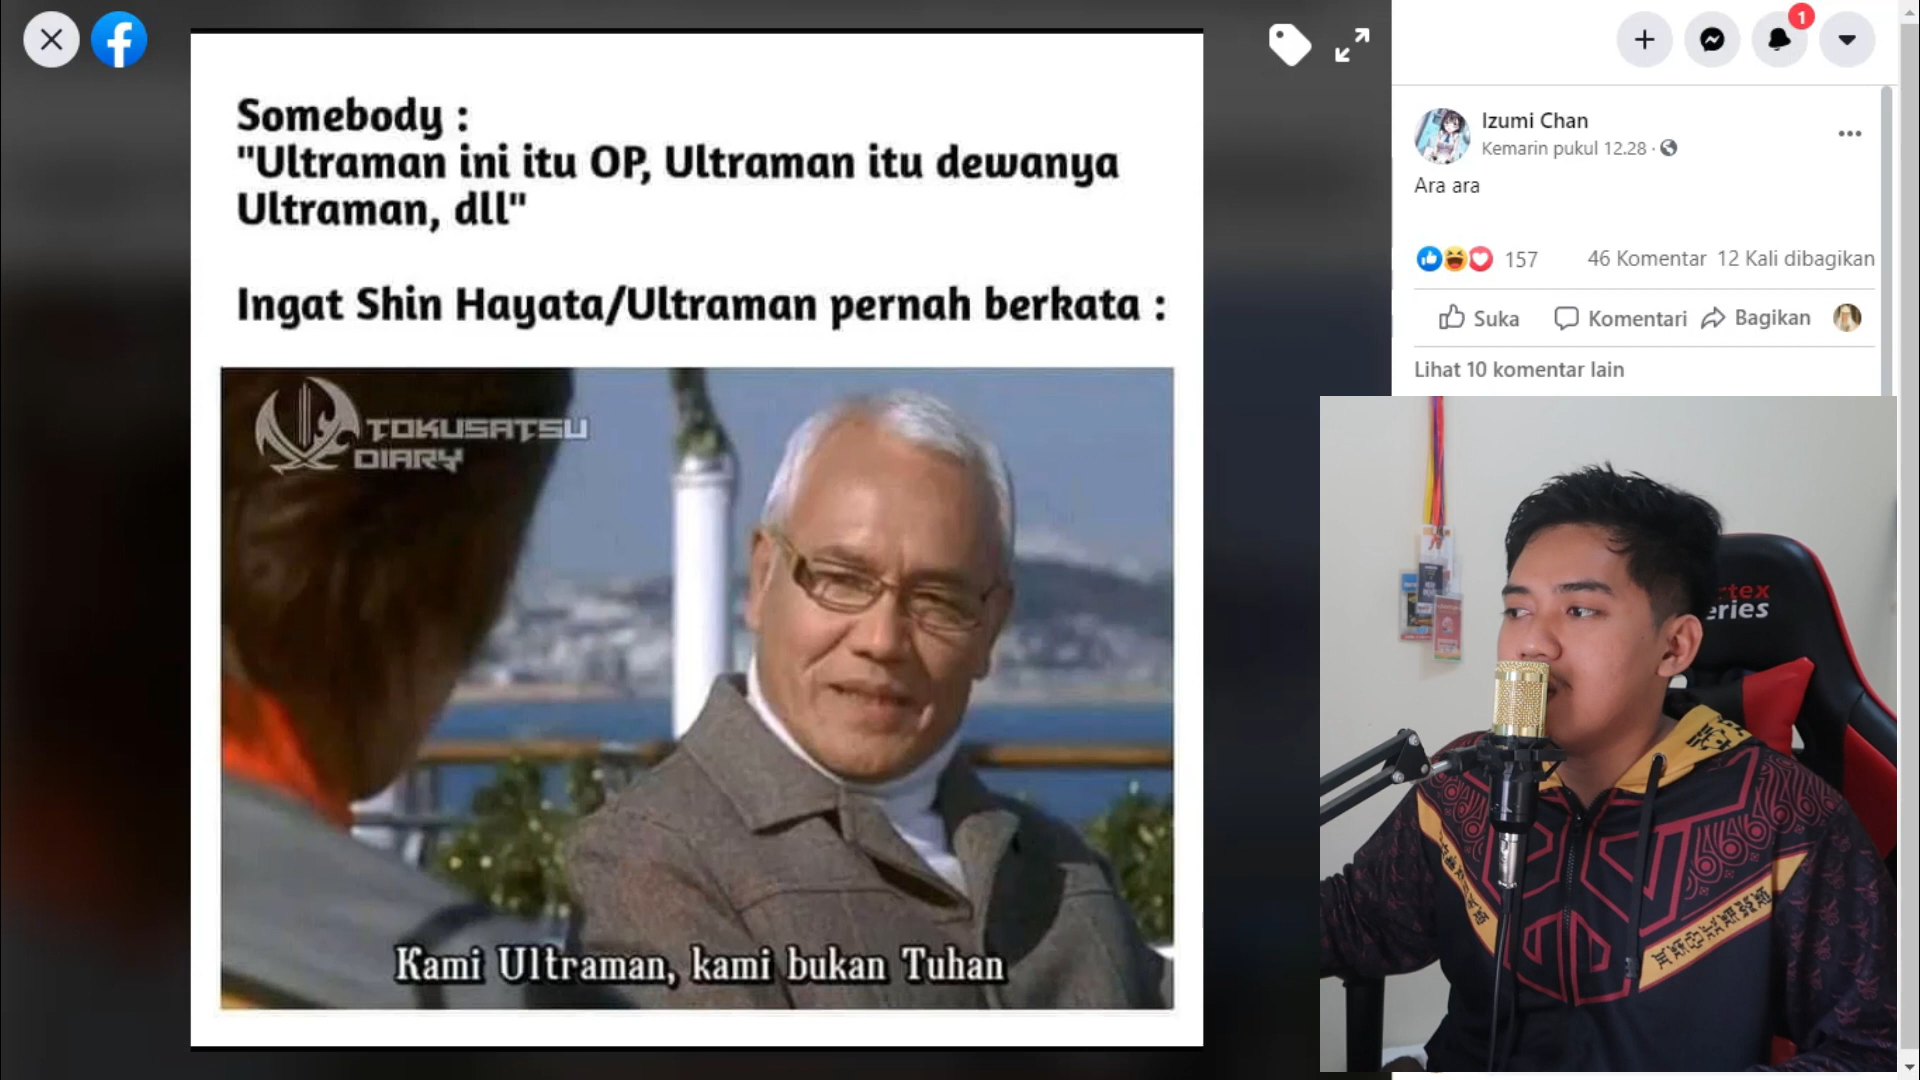 Somebody :
"Ultraman ini itu OP, Ultraman itu dewanya
Ultraman, dll"
Ingat Shin Hayata/Ultraman pernah berkata :
TOKUSATSU
DIARY
Kami Ultraman, kami bukan Tuhan
1
Izumi Chan
Kemarin pukul 12.28 ·
Ara ara
157 46 Komentar 12 Kali dibagikan
Suka Komentari Bagikan
Lihat 10 komentar lain